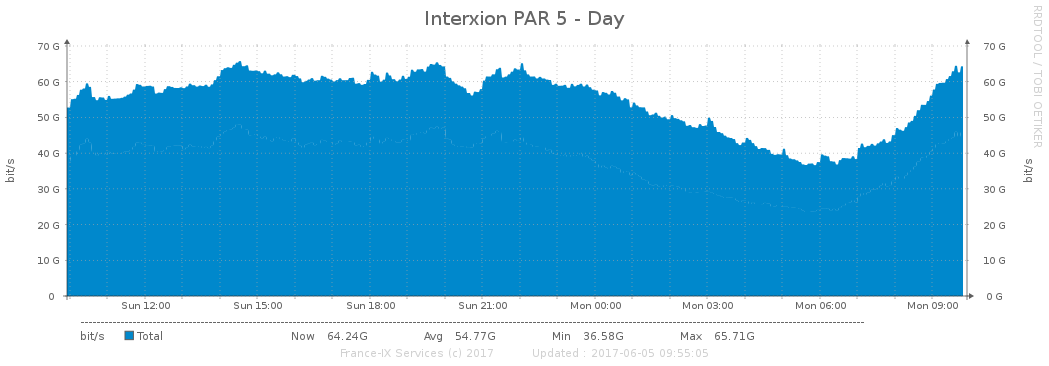 Interxion PAR 5 - Day
RRDTOOL / TOBI OETIKER
70 G 70 G
60 G 60 G
50 G 50 G
40 G 40 G
30 G 30 G
20 G 20 G
10 G 10 G
0 0 G
bit/s bit/s
Sun 12:00 Sun 15:00 Sun 18:00 Sun 21:00 Mon 00:00 Mon 03:00 Mon 06:00 Mon 09:00
bit/s Total Now 64.24G Avg 54.77G Min 36.58G Max 65.71G
France-IX Services (c) 2017 Updated : 2017-06-05 09:55:05